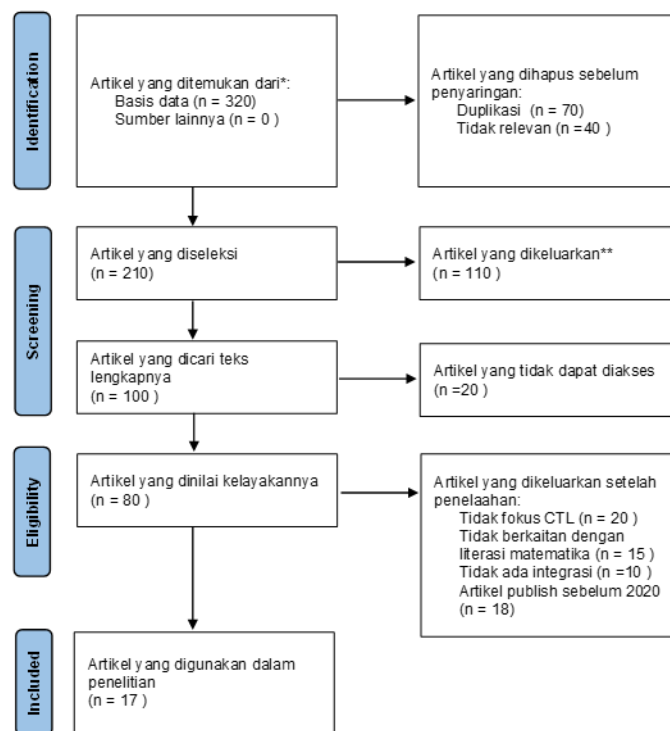 Identification
Artikel yang ditemukan dari*:
Basis data (n = 320)
Sumber lainnya (n = 0 )
Artikel yang dihapus sebelum
penyaringan:
Duplikasi (n = 70)
Tidak relevan (n =40 )
Screening
Artikel yang diseleksi
(n = 210)
Artikel yang dikeluarkan**
(n = 110)
Artikel yang dicari teks
lengkapnya
(n = 100 )
Artikel yang tidak dapat diakses
(n =20 )
Eligibility
Artikel yang dinilai kelayakannya
(n = 80 )
Artikel yang dikeluarkan setelah
penelaahan:
Tidak fokus CTL (n = 20 )
Tidak berkaitan dengan
literasi matematika (n = 15 )
Tidak ada integrasi (n =10 )
Artikel publish sebelum 2020
(n = 18)
Included
Artikel yang digunakan dalam
penelitian
(n = 17 )